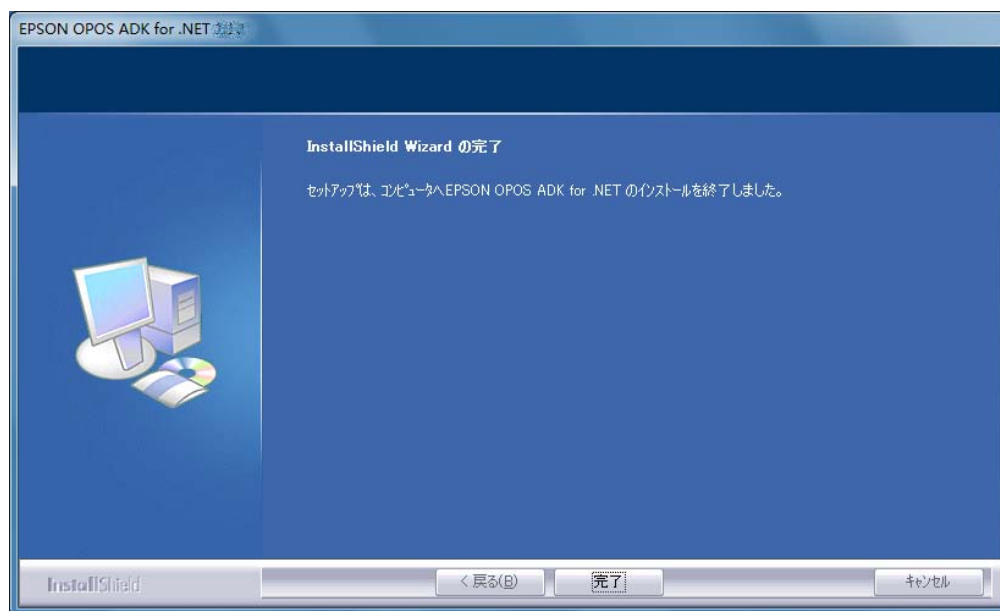 EPSON OPOS ADK for .NET
InstallShield Wizard の完了
セットアップは、コンピュータへEPSON OPOS ADK for .NET のインストールを終了しました。
InstallShield
< 戻る(B)
完了
キャンセル